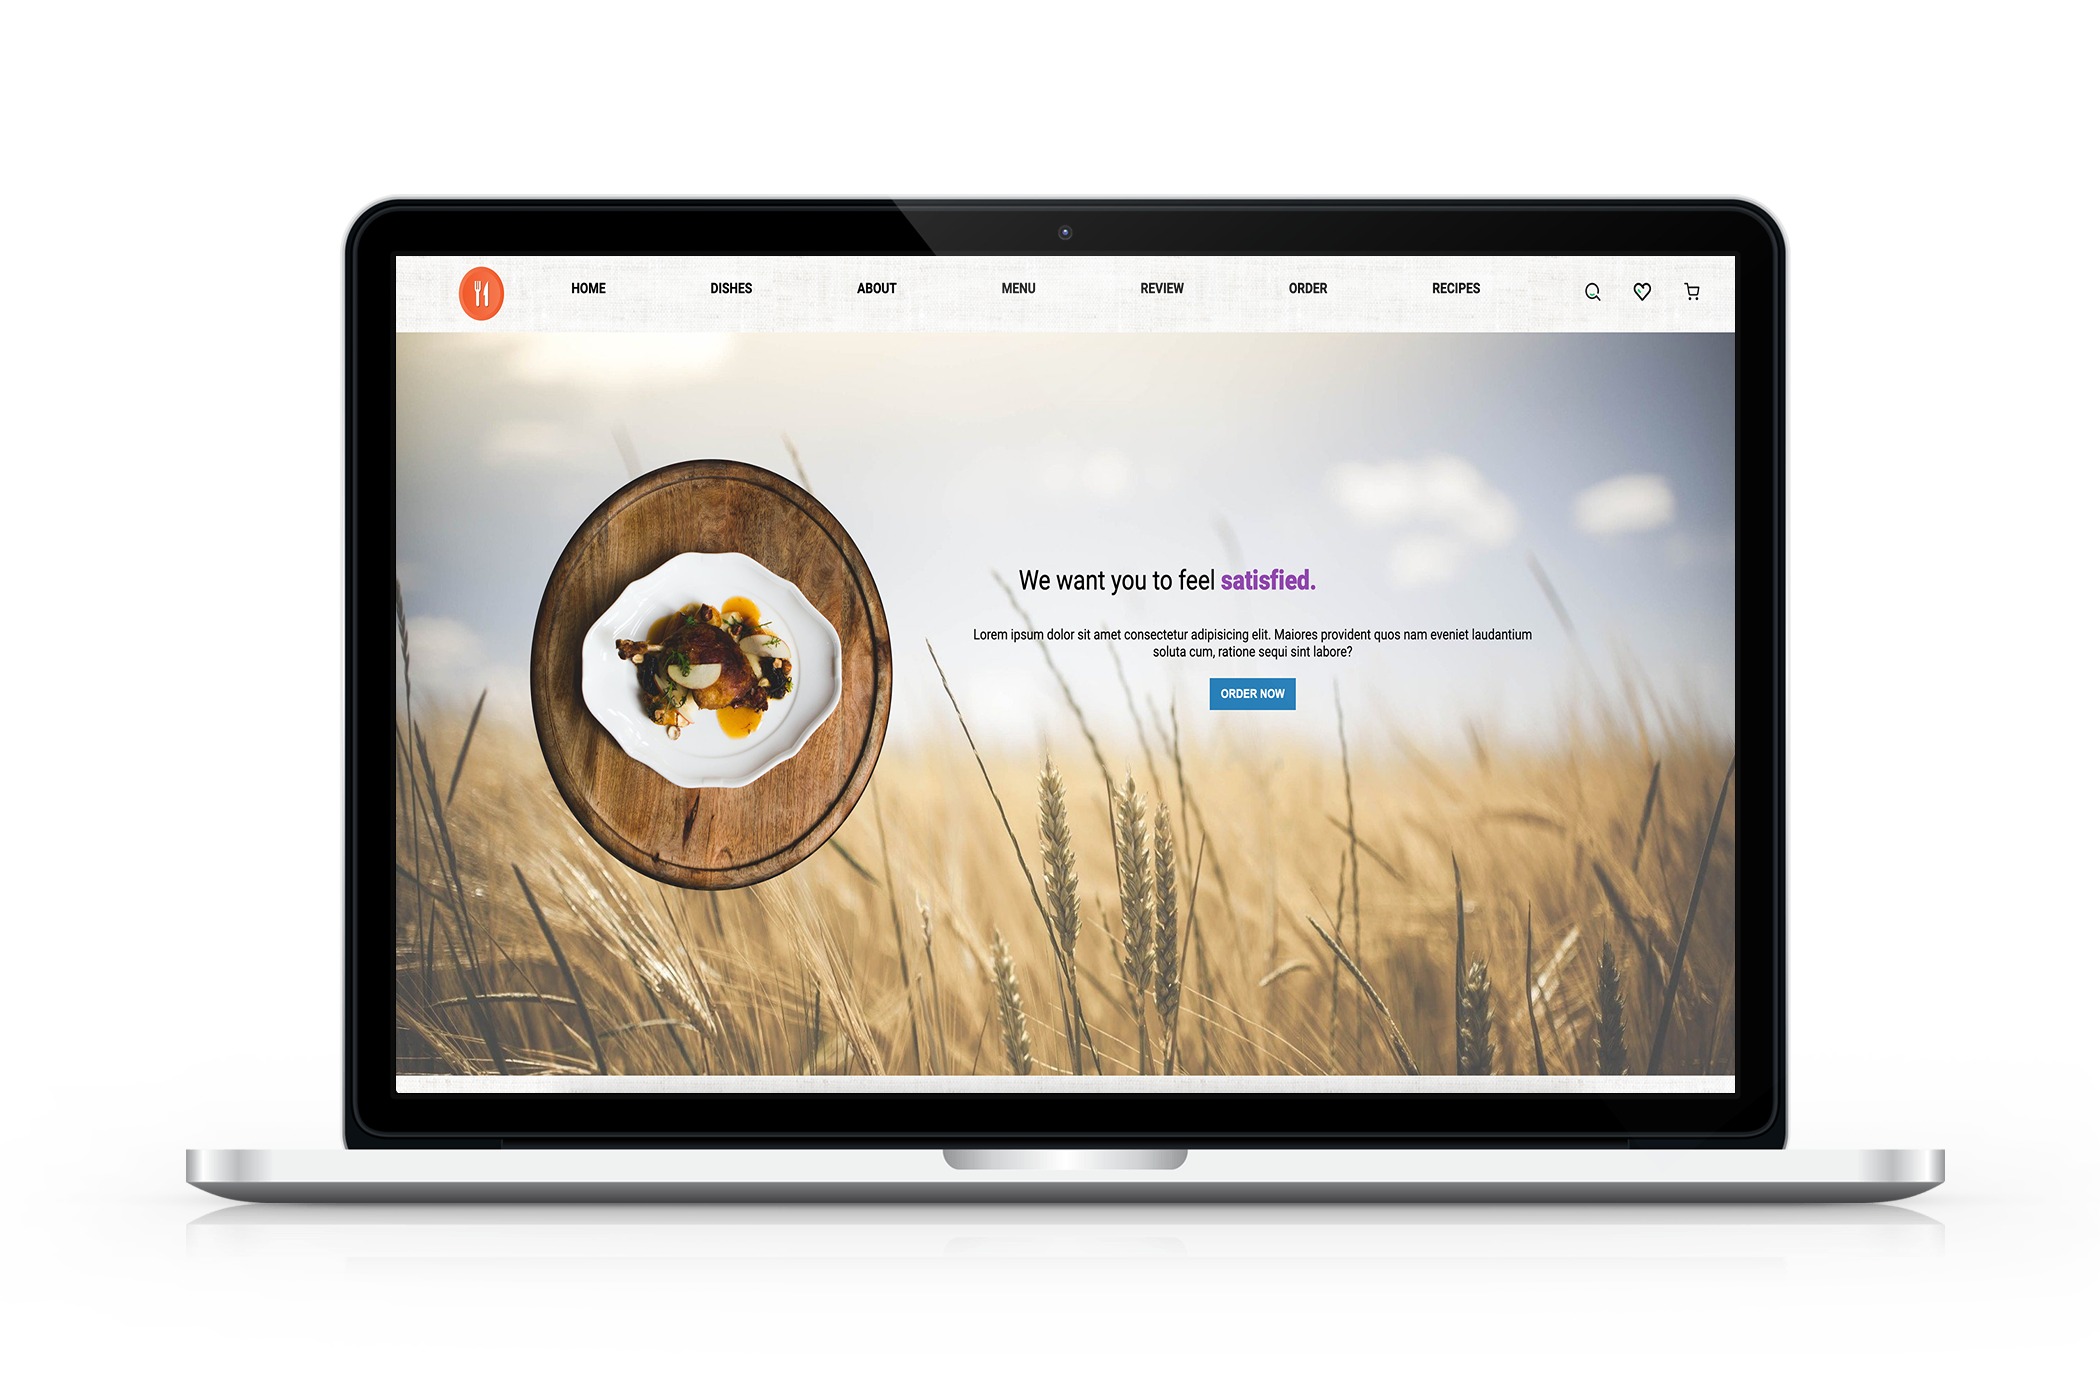 HOME DISHES ABOUT MENU REVIEW ORDER RECIPES
We want you to feel satisfied.
Lorem ipsum dolor sit amet consectetur adipisicing elit. Maiores provident quos nam eveniet laudantium
soluta cum, ratione sequi sint labore?
ORDER NOW